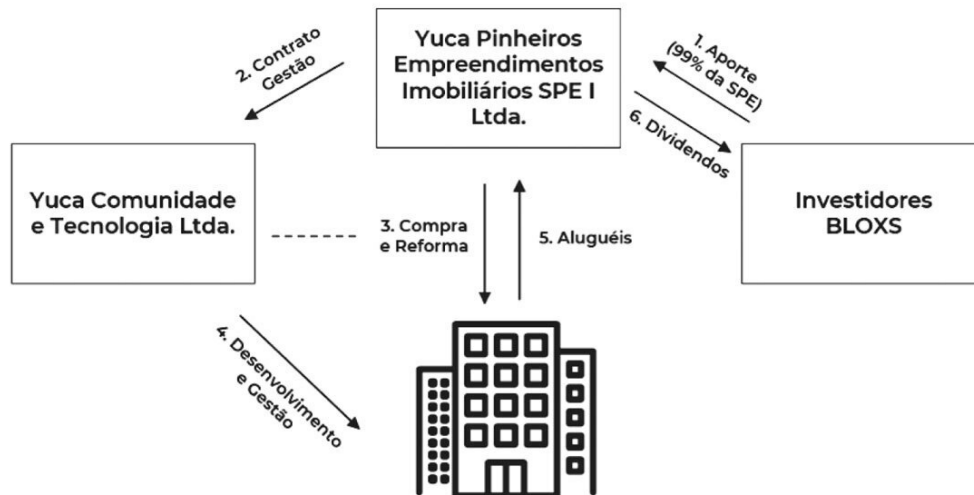 Yuca Pinheiros
Empreendimentos
Imobiliários SPE I
Ltda.
1. Aporte
(99% da SPE)
2. Contrato
Gestão
6. Dividendos
Yuca Comunidade
e Tecnologia Ltda.
Investidores
BLOXS
3. Compra
e Reforma
5. Aluguéis
4. Desenvolvimento
e Gestão